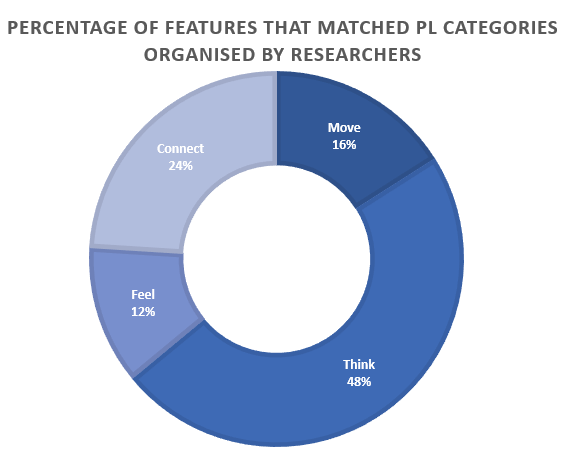 PERCENTAGE OF FEATURES THAT MATCHED PL CATEGORIES
ORGANISED BY RESEARCHERS
Move
16%
Connect
24%
Feel
12%
Think
48%